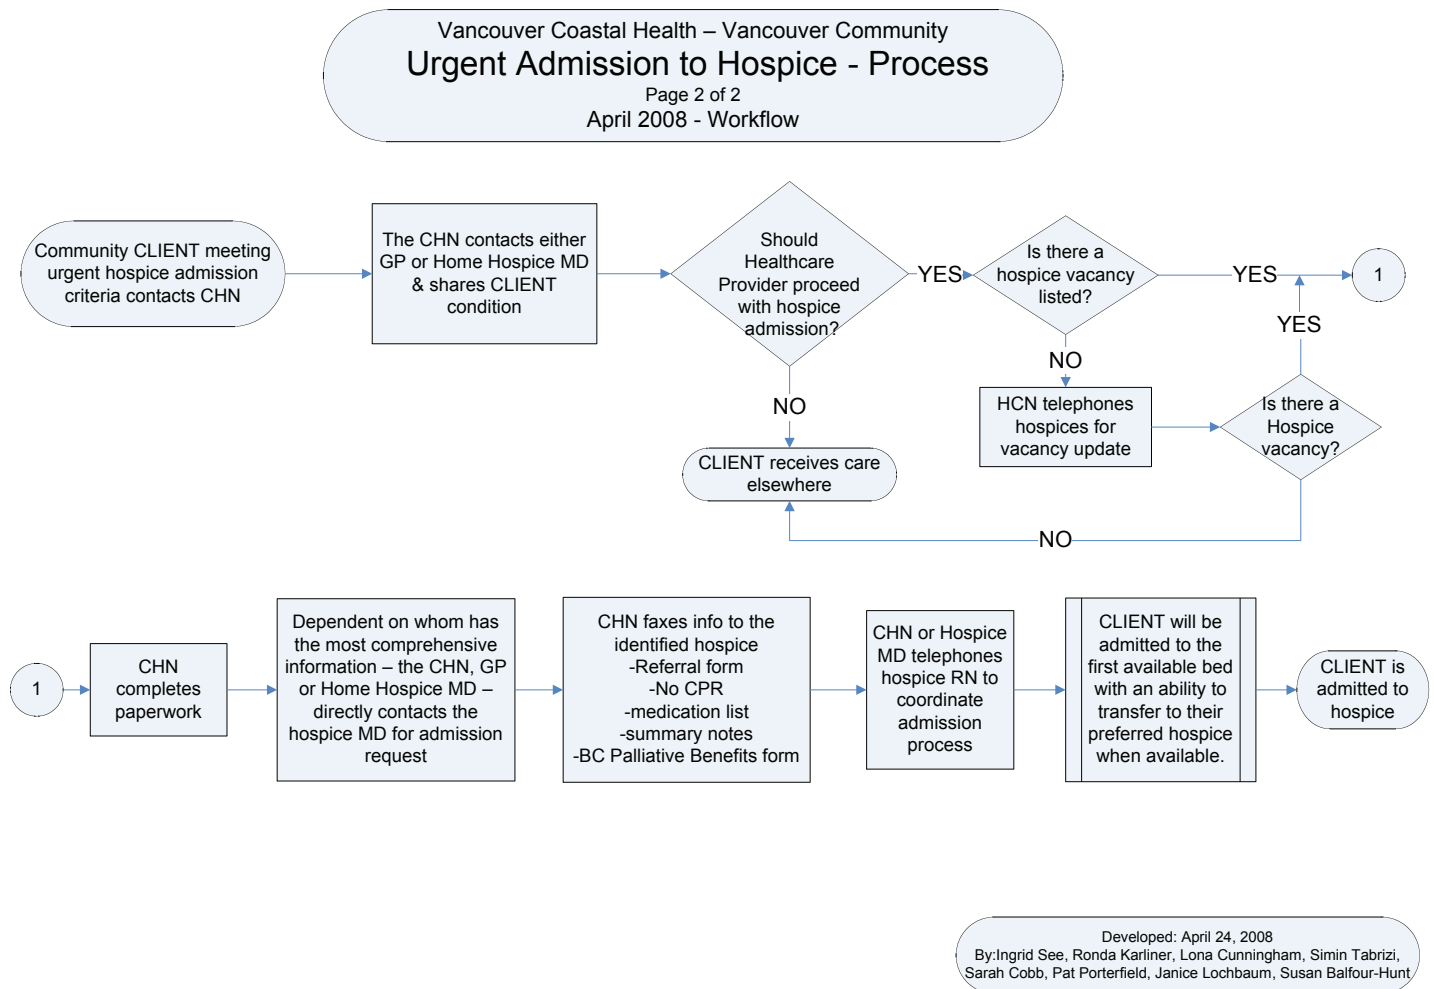 Vancouver Coastal Health – Vancouver Community
Urgent Admission to Hospice - Process
Page 2 of 2
April 2008 - Workflow
Community CLIENT meeting
urgent hospice admission
criteria contacts CHN
The CHN contacts either
GP or Home Hospice MD
& shares CLIENT
condition
Should
Healthcare
Provider proceed
with hospice
admission?
YES
Is there a
hospice vacancy
listed?
YES
1
YES
NO
NO
HCN telephones
hospices for
vacancy update
Is there a
Hospice
vacancy?
CLIENT receives care
elsewhere
NO
1
CHN
completes
paperwork
Dependent on whom has
the most comprehensive
information – the CHN, GP
or Home Hospice MD –
directly contacts the
hospice MD for admission
request
CHN faxes info to the
identified hospice
-Referral form
-No CPR
-medication list
-summary notes
-BC Palliative Benefits form
CHN or Hospice
MD telephones
hospice RN to
coordinate
admission
process
CLIENT will be
admitted to the
first available bed
with an ability to
transfer to their
preferred hospice
when available.
CLIENT is
admitted to
hospice
Developed: April 24, 2008
By:Ingrid See, Ronda Karliner, Lona Cunningham, Simin Tabrizi,
Sarah Cobb, Pat Porterfield, Janice Lochbaum, Susan Balfour-Hunt